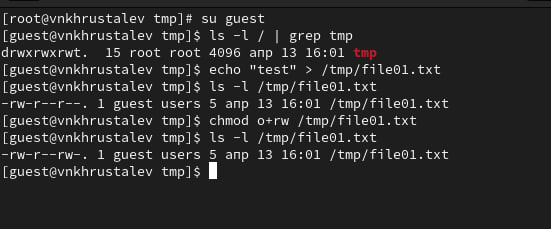 [root@vnkhrustalev tmp]# su guest
[guest@vnkhrustalev tmp]$ ls -l / | grep tmp
drwxrwxrwt.  15 root root 4096 апр 13 16:01 tmp
[guest@vnkhrustalev tmp]$ echo "test" > /tmp/file01.txt
[guest@vnkhrustalev tmp]$ ls -l /tmp/file01.txt
-rw-r--r--. 1 guest users 5 апр 13 16:01 /tmp/file01.txt
[guest@vnkhrustalev tmp]$ chmod o+rw /tmp/file01.txt
[guest@vnkhrustalev tmp]$ ls -l /tmp/file01.txt
-rw-r--rw-. 1 guest users 5 апр 13 16:01 /tmp/file01.txt
[guest@vnkhrustalev tmp]$